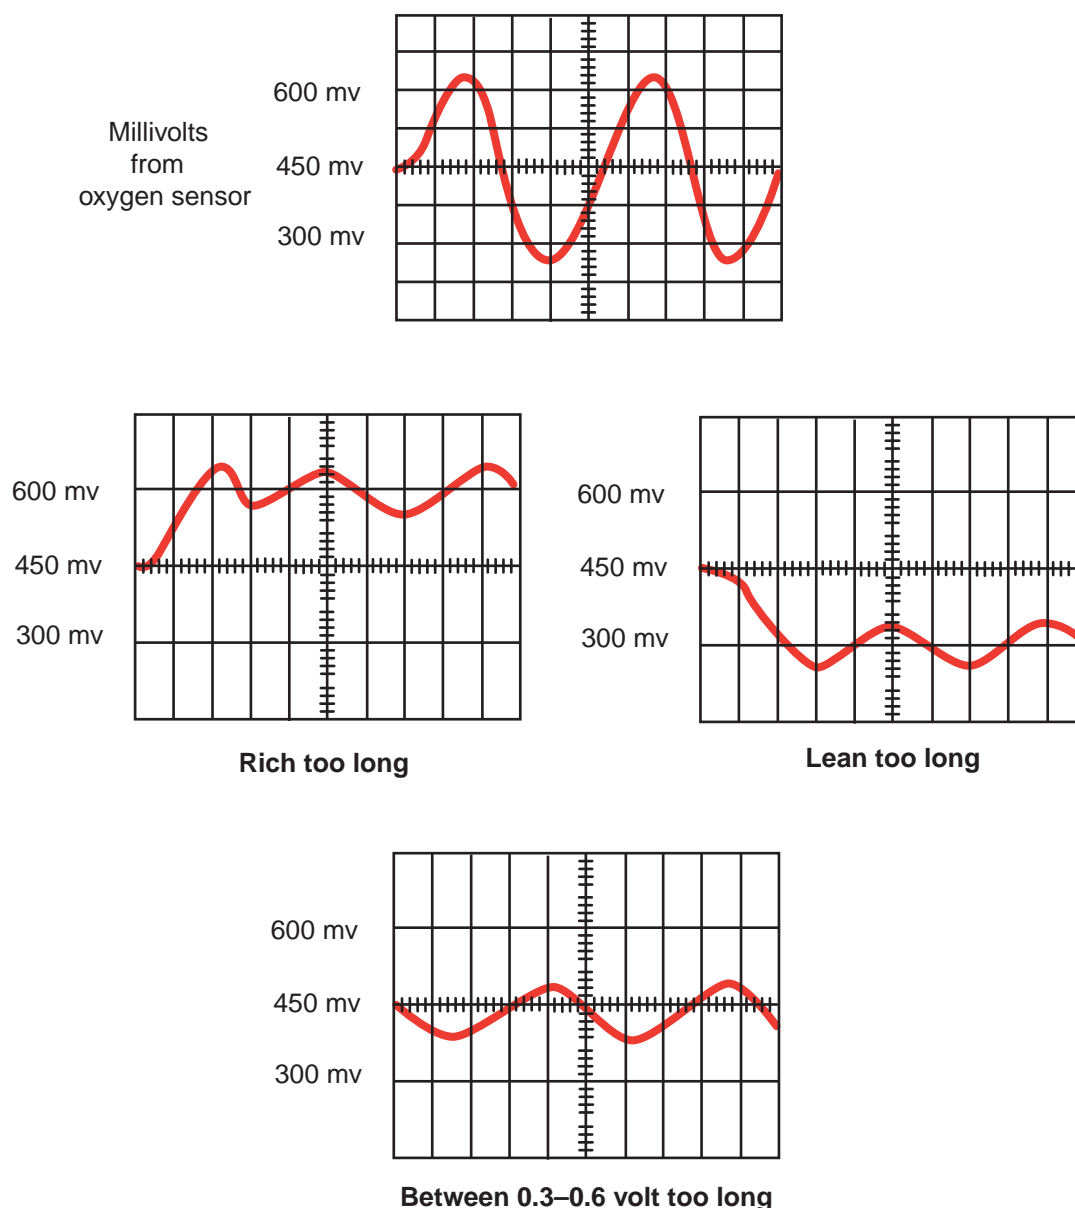 Millivolts
from
oxygen sensor
600 mv
450 mv
300 mv
600 mv
450 mv
300 mv
Rich too long
600 mv
450 mv
300 mv
Lean too long
600 mv
450 mv
300 mv
Between 0.3–0.6 volt too long